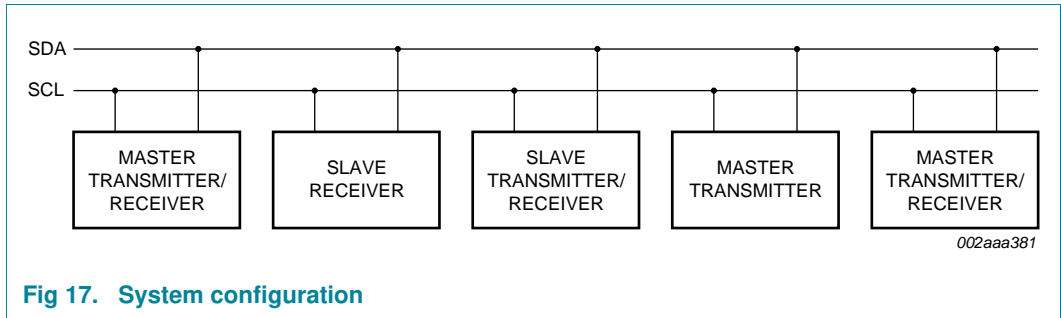 SDA
SCL
MASTER
TRANSMITTER/
RECEIVER
SLAVE
RECEIVER
SLAVE
TRANSMITTER/
RECEIVER
MASTER
TRANSMITTER
MASTER
TRANSMITTER/
RECEIVER
002aaa381
Fig 17. System configuration